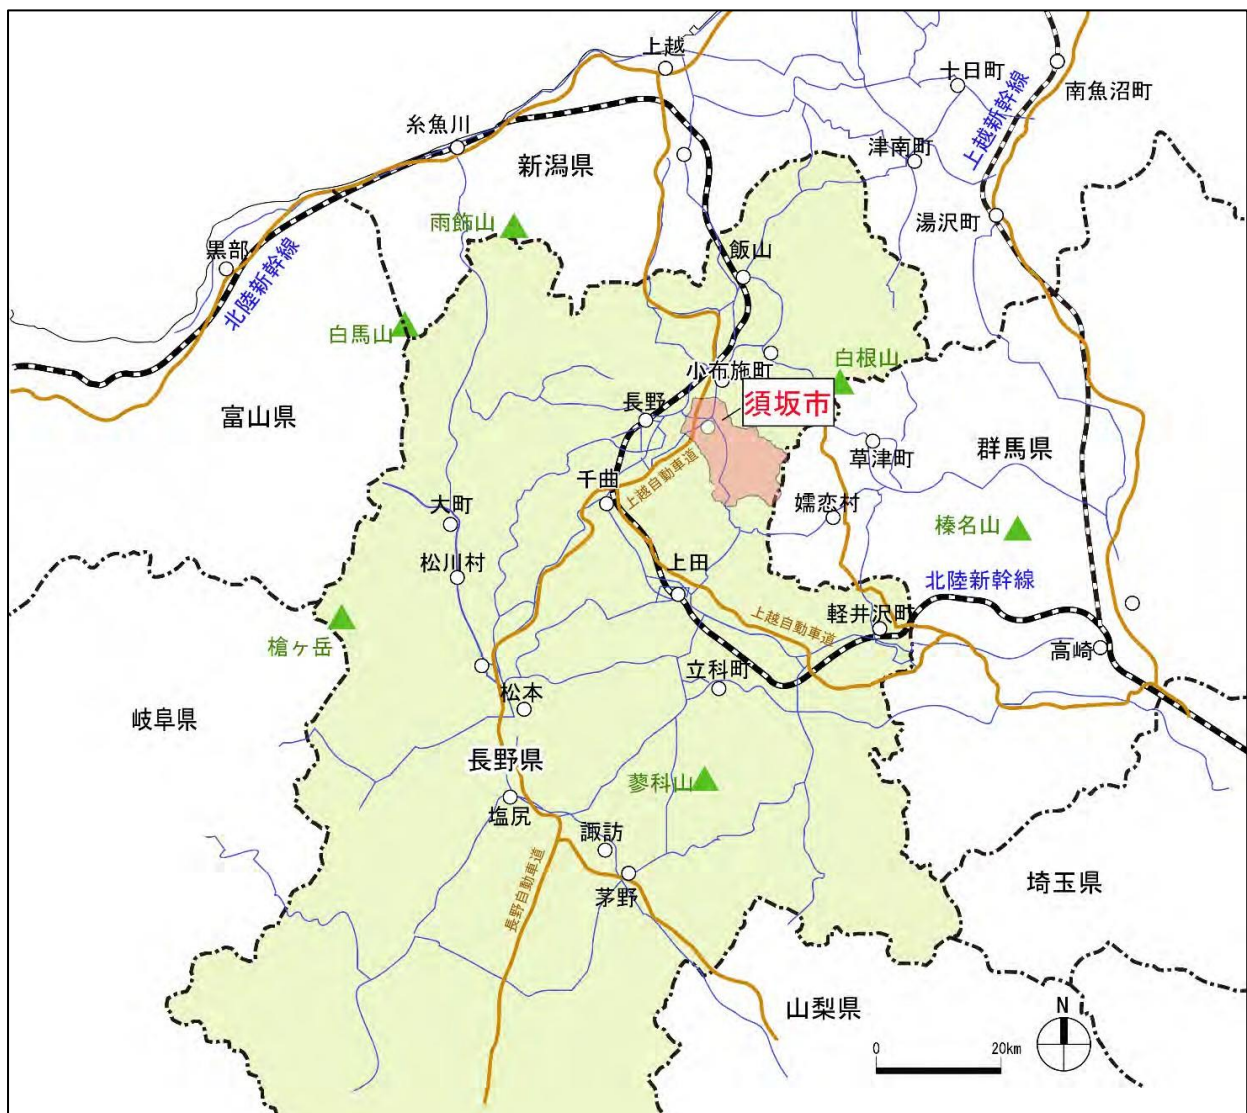 上越
十日町
南魚沼町
上越新幹線
糸魚川
新潟県
津南町
雨飾山
湯沢町
黒部
北陸新幹線
飯山
白馬山
白根山
小布施町
須坂市
長野
富山県
草津町
群馬県
上越自動車道
千曲
大町
嬬恋村
榛名山
松川村
上田
北陸新幹線
軽井沢町
上越自動車道
槍ヶ岳
高崎
立科町
松本
岐阜県
長野県
蓼科山
塩尻
諏訪
長野自動車道
茅野
埼玉県
山梨県
N
0
20km